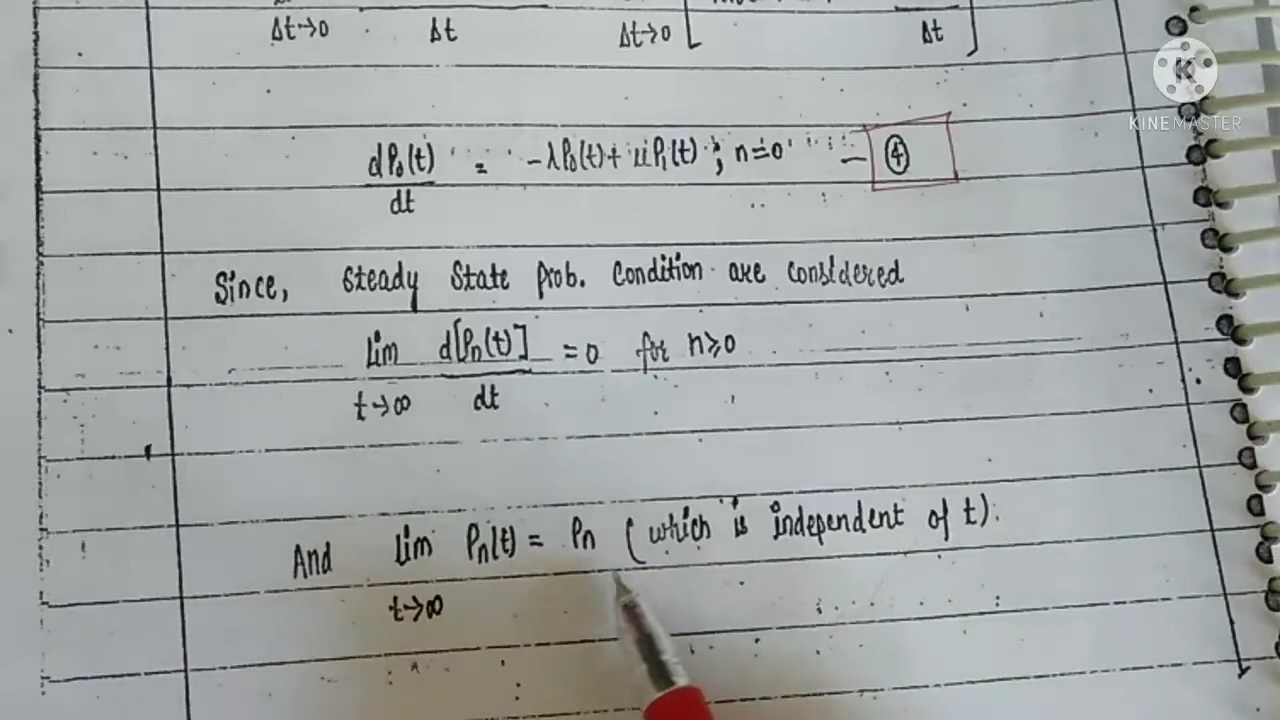 Δt→0 Δt Δt→0 Δt
K
KINEMASTER
dP₀(t)/dt = -λP₀(t) + μP₁(t) ; n=0 — ④
Since, steady state prob. Condition are considered
lim t→∞ d[Pn(t)]/dt = 0 for n≥0
And lim t→∞ Pn(t) = Pn (which is independent of t).